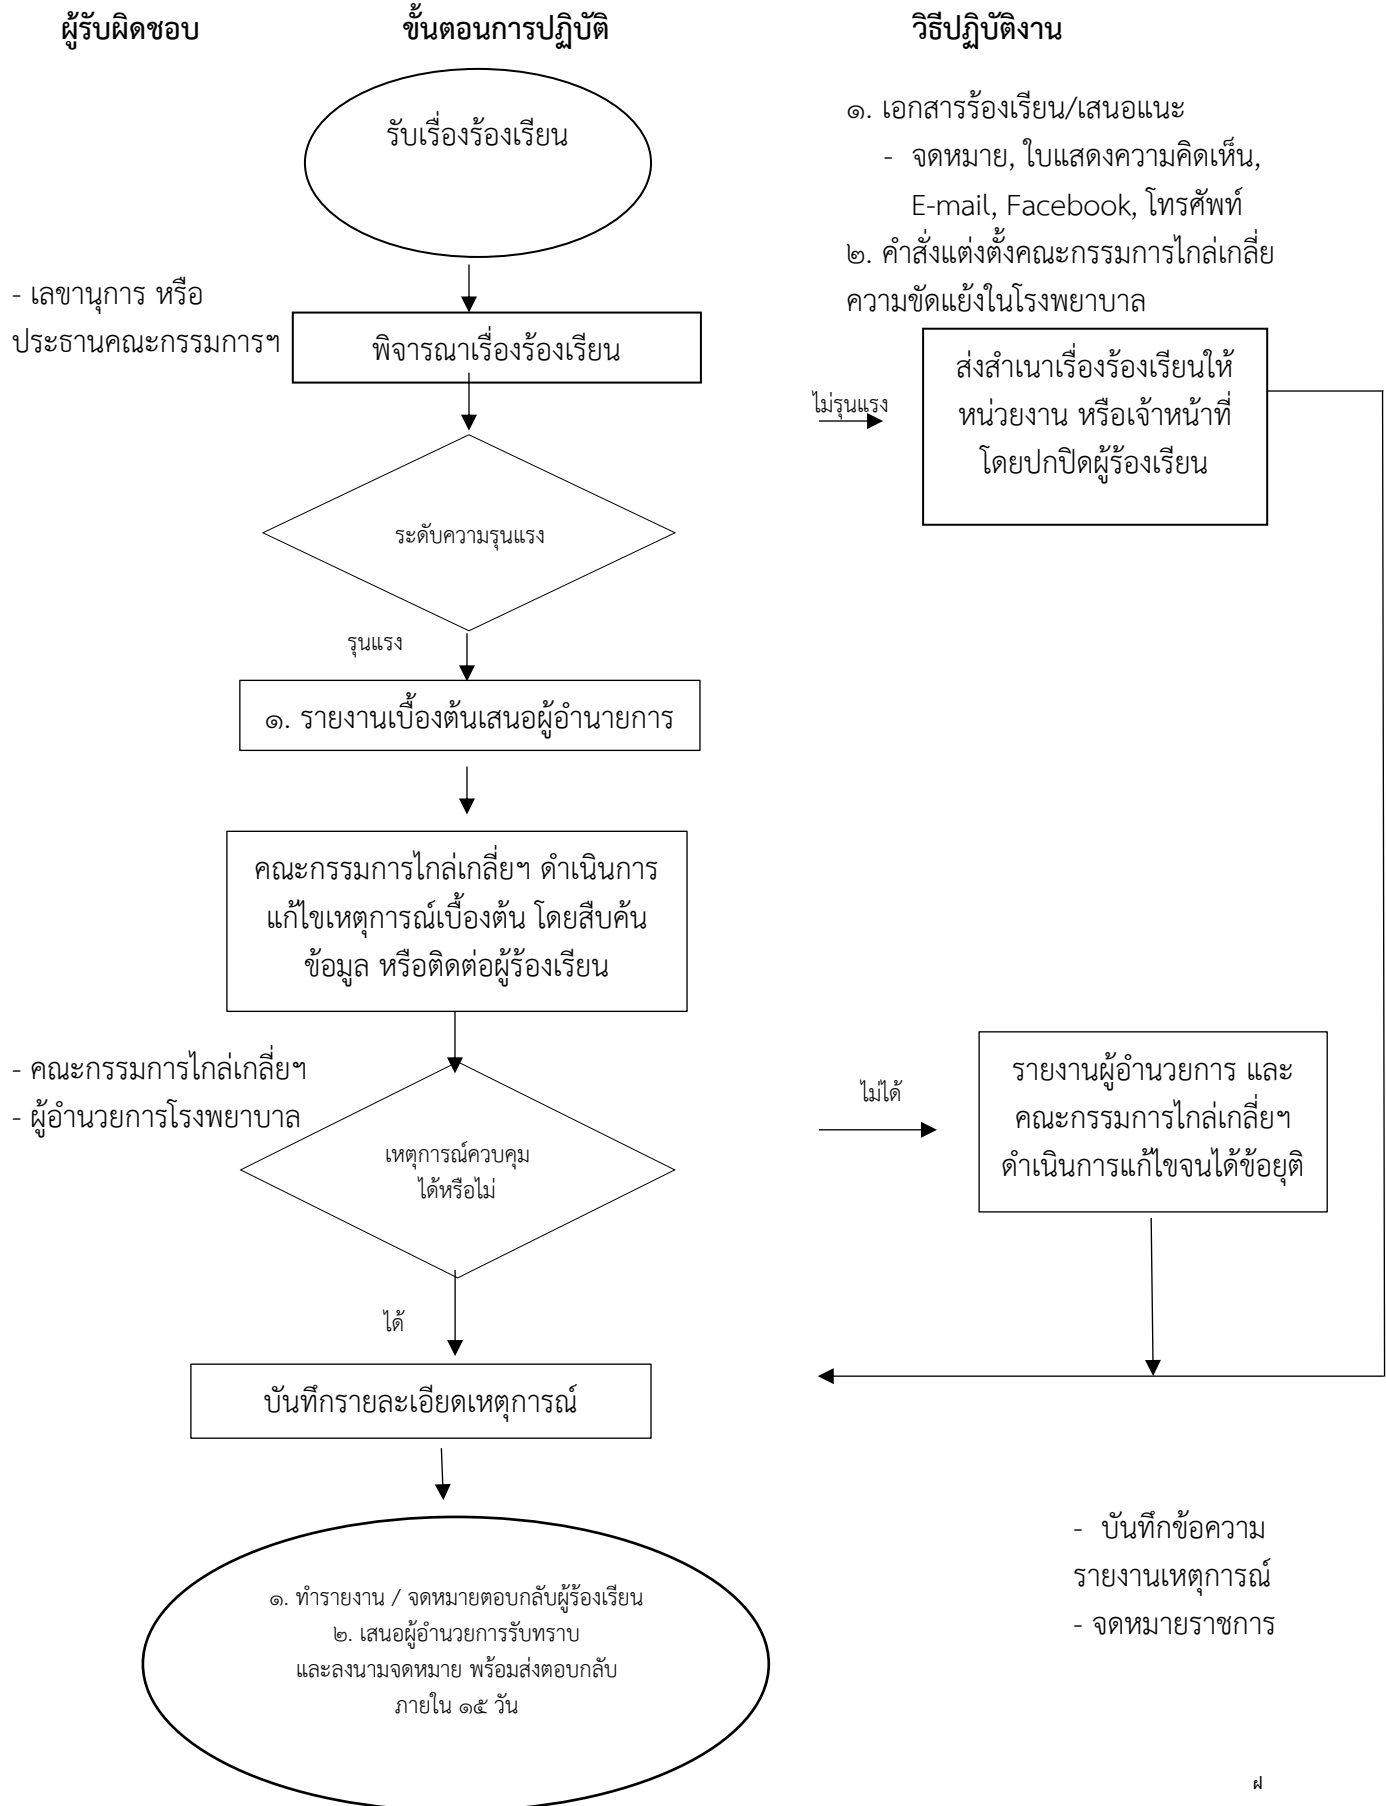 ผู้รับผิดชอบ
ขั้นตอนการปฏิบัติ
วิธีปฏิบัติงาน
รับเรื่องร้องเรียน
๑. เอกสารร้องเรียน/เสนอแนะ
- จดหมาย, ใบแสดงความคิดเห็น,
E-mail, Facebook, โทรศัพท์
๒. คำสั่งแต่งตั้งคณะกรรมการไกล่เกลี่ย
ความขัดแย้งในโรงพยาบาล
- เลขานุการ หรือ
ประธานคณะกรรมการฯ
พิจารณาเรื่องร้องเรียน
ไม่รุนแรง
ส่งสำเนาเรื่องร้องเรียนให้
หน่วยงาน หรือเจ้าหน้าที่
โดยปกปิดผู้ร้องเรียน
ระดับความรุนแรง
รุนแรง
๑. รายงานเบื้องต้นเสนอผู้อำนายการ
คณะกรรมการไกล่เกลี่ยฯ ดำเนินการ
แก้ไขเหตุการณ์เบื้องต้น โดยสืบค้น
ข้อมูล หรือติดต่อผู้ร้องเรียน
- คณะกรรมการไกล่เกลี่ยฯ
- ผู้อำนวยการโรงพยาบาล
เหตุการณ์ควบคุม
ได้หรือไม่
ไม่ได้
รายงานผู้อำนวยการ และ
คณะกรรมการไกล่เกลี่ยฯ
ดำเนินการแก้ไขจนได้ข้อยุติ
ได้
บันทึกรายละเอียดเหตุการณ์
๑. ทำรายงาน / จดหมายตอบกลับผู้ร้องเรียน
๒. เสนอผู้อำนวยการรับทราบ
และลงนามจดหมาย พร้อมส่งตอบกลับ
ภายใน ๑๕ วัน
- บันทึกข้อความ
รายงานเหตุการณ์
- จดหมายราชการ
ฝ